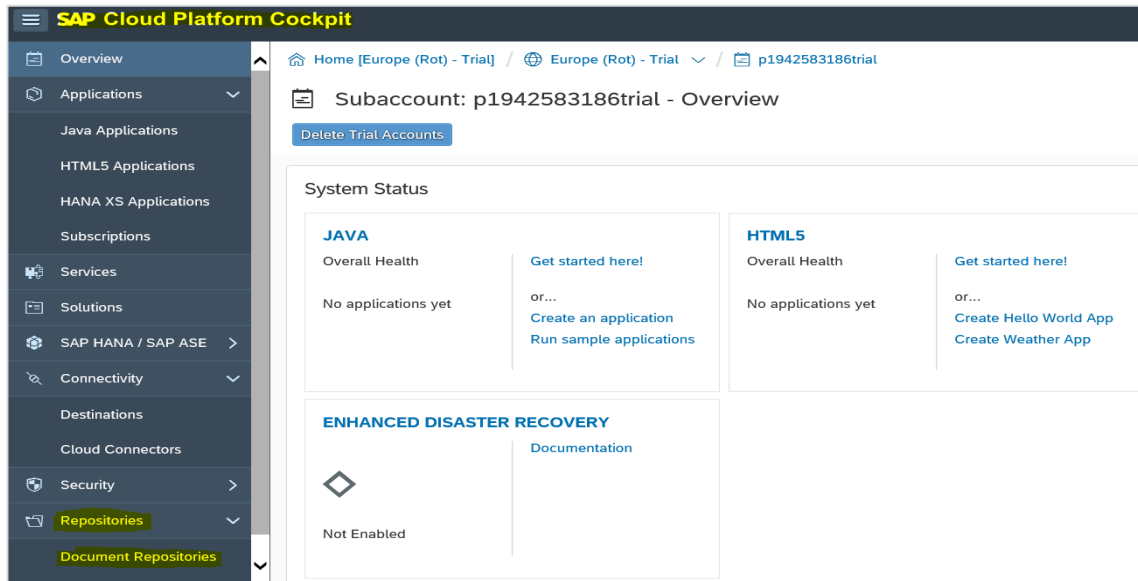 SAP Cloud Platform Cockpit
Overview
Applications
Java Applications
HTML5 Applications
HANA XS Applications
Subscriptions
Services
Solutions
SAP HANA / SAP ASE
Connectivity
Destinations
Cloud Connectors
Security
Repositories
Document Repositories
Home [Europe (Rot) - Trial] / Europe (Rot) - Trial / p1942583186trial
Subaccount: p1942583186trial - Overview
Delete Trial Accounts
System Status
JAVA
Overall Health
No applications yet
Get started here!
or...
Create an application
Run sample applications
HTML5
Overall Health
No applications yet
Get started here!
or...
Create Hello World App
Create Weather App
ENHANCED DISASTER RECOVERY
Not Enabled
Documentation